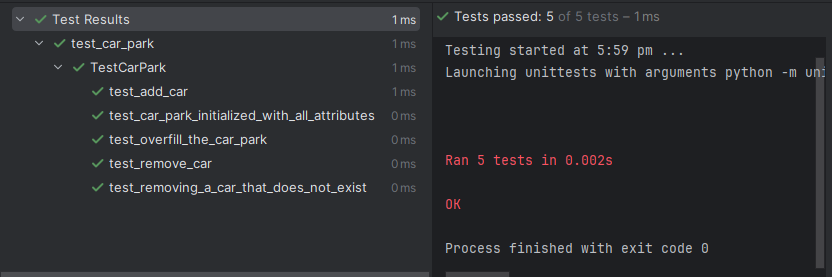 Test Results 1 ms
test_car_park 1 ms
TestCarPark 1 ms
test_add_car 1 ms
test_car_park_initialized_with_all_attributes 0 ms
test_overfill_the_car_park 0 ms
test_remove_car 0 ms
test_removing_a_car_that_does_not_exist 0 ms
Tests passed: 5 of 5 tests – 1 ms
Testing started at 5:59 pm ...
Launching unittests with arguments python -m uni
Ran 5 tests in 0.002s
OK
Process finished with exit code 0